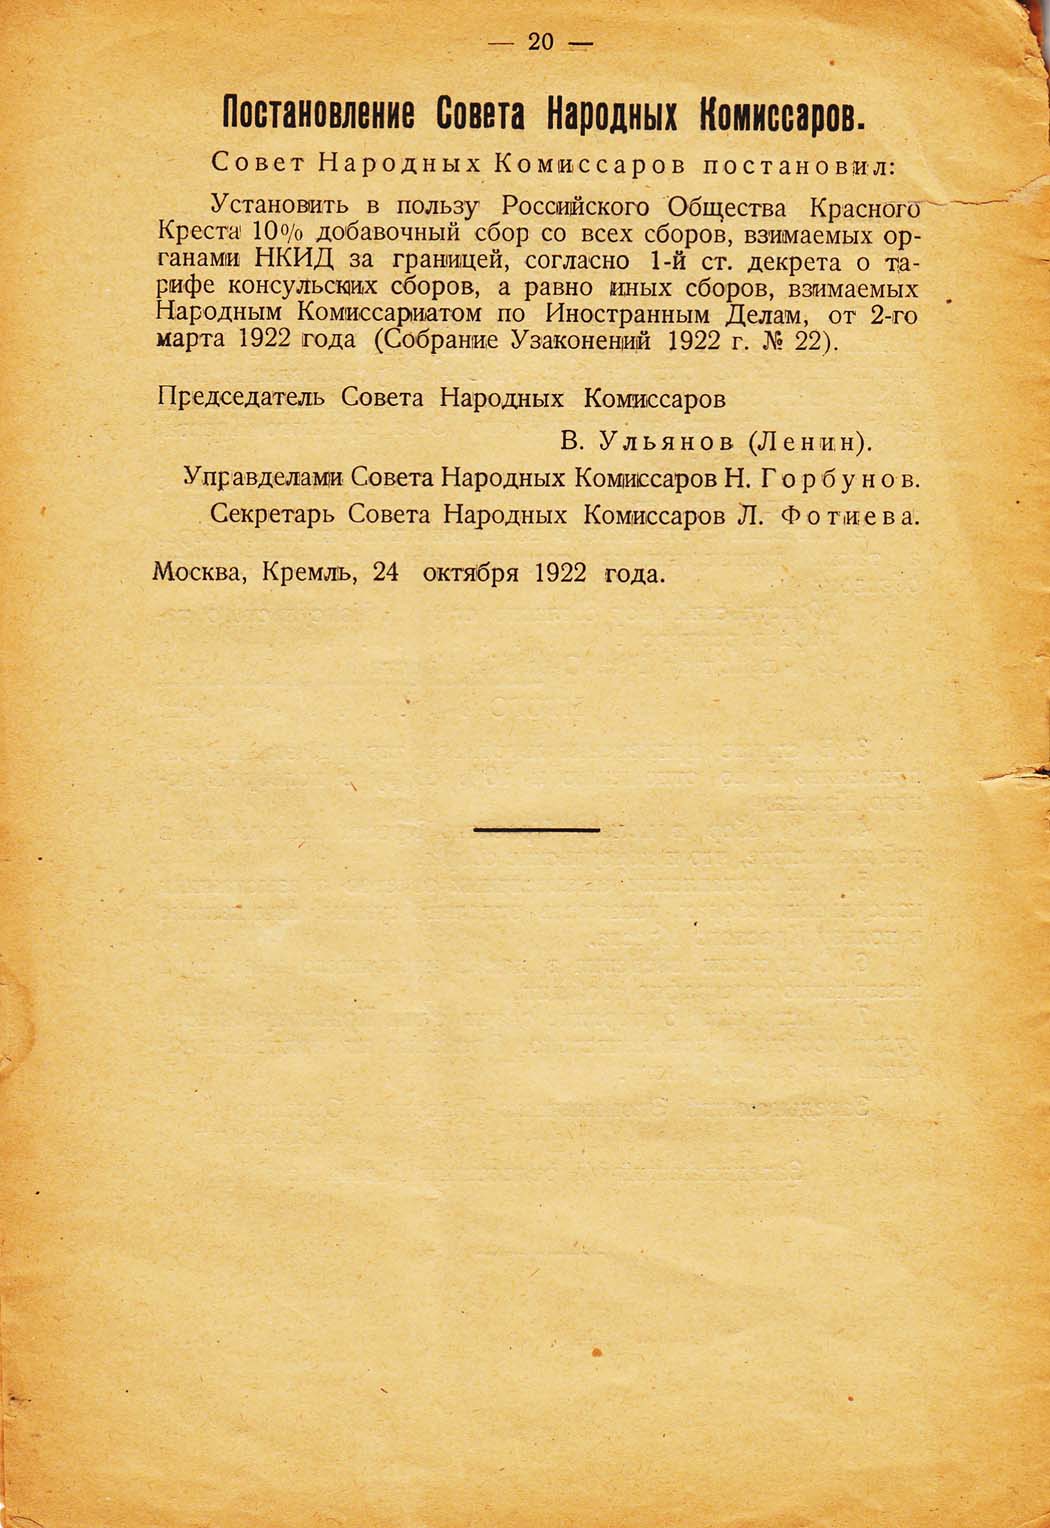 — 20 —
Постановление Совета Народных Комиссаров.
Совет Народных Комиссаров постановил:
Установить в пользу Российского Общества Красного
Креста 10% добавочный сбор со всех сборов, взимаемых ор-
ганами НКИД за границей, согласно 1-й ст. декрета о та-
рифе консульских сборов, а равно иных сборов, взимаемых
Народным Комиссариатом по Иностранным Делам, от 2-го
марта 1922 года (Собрание Узаконений 1922 г. № 22).
Председатель Совета Народных Комиссаров
В. Ульянов (Ленин).
Управделами Совета Народных Комиссаров Н. Горбунов.
Секретарь Совета Народных Комиссаров Л. Фотиева.
Москва, Кремль, 24 октября 1922 года.